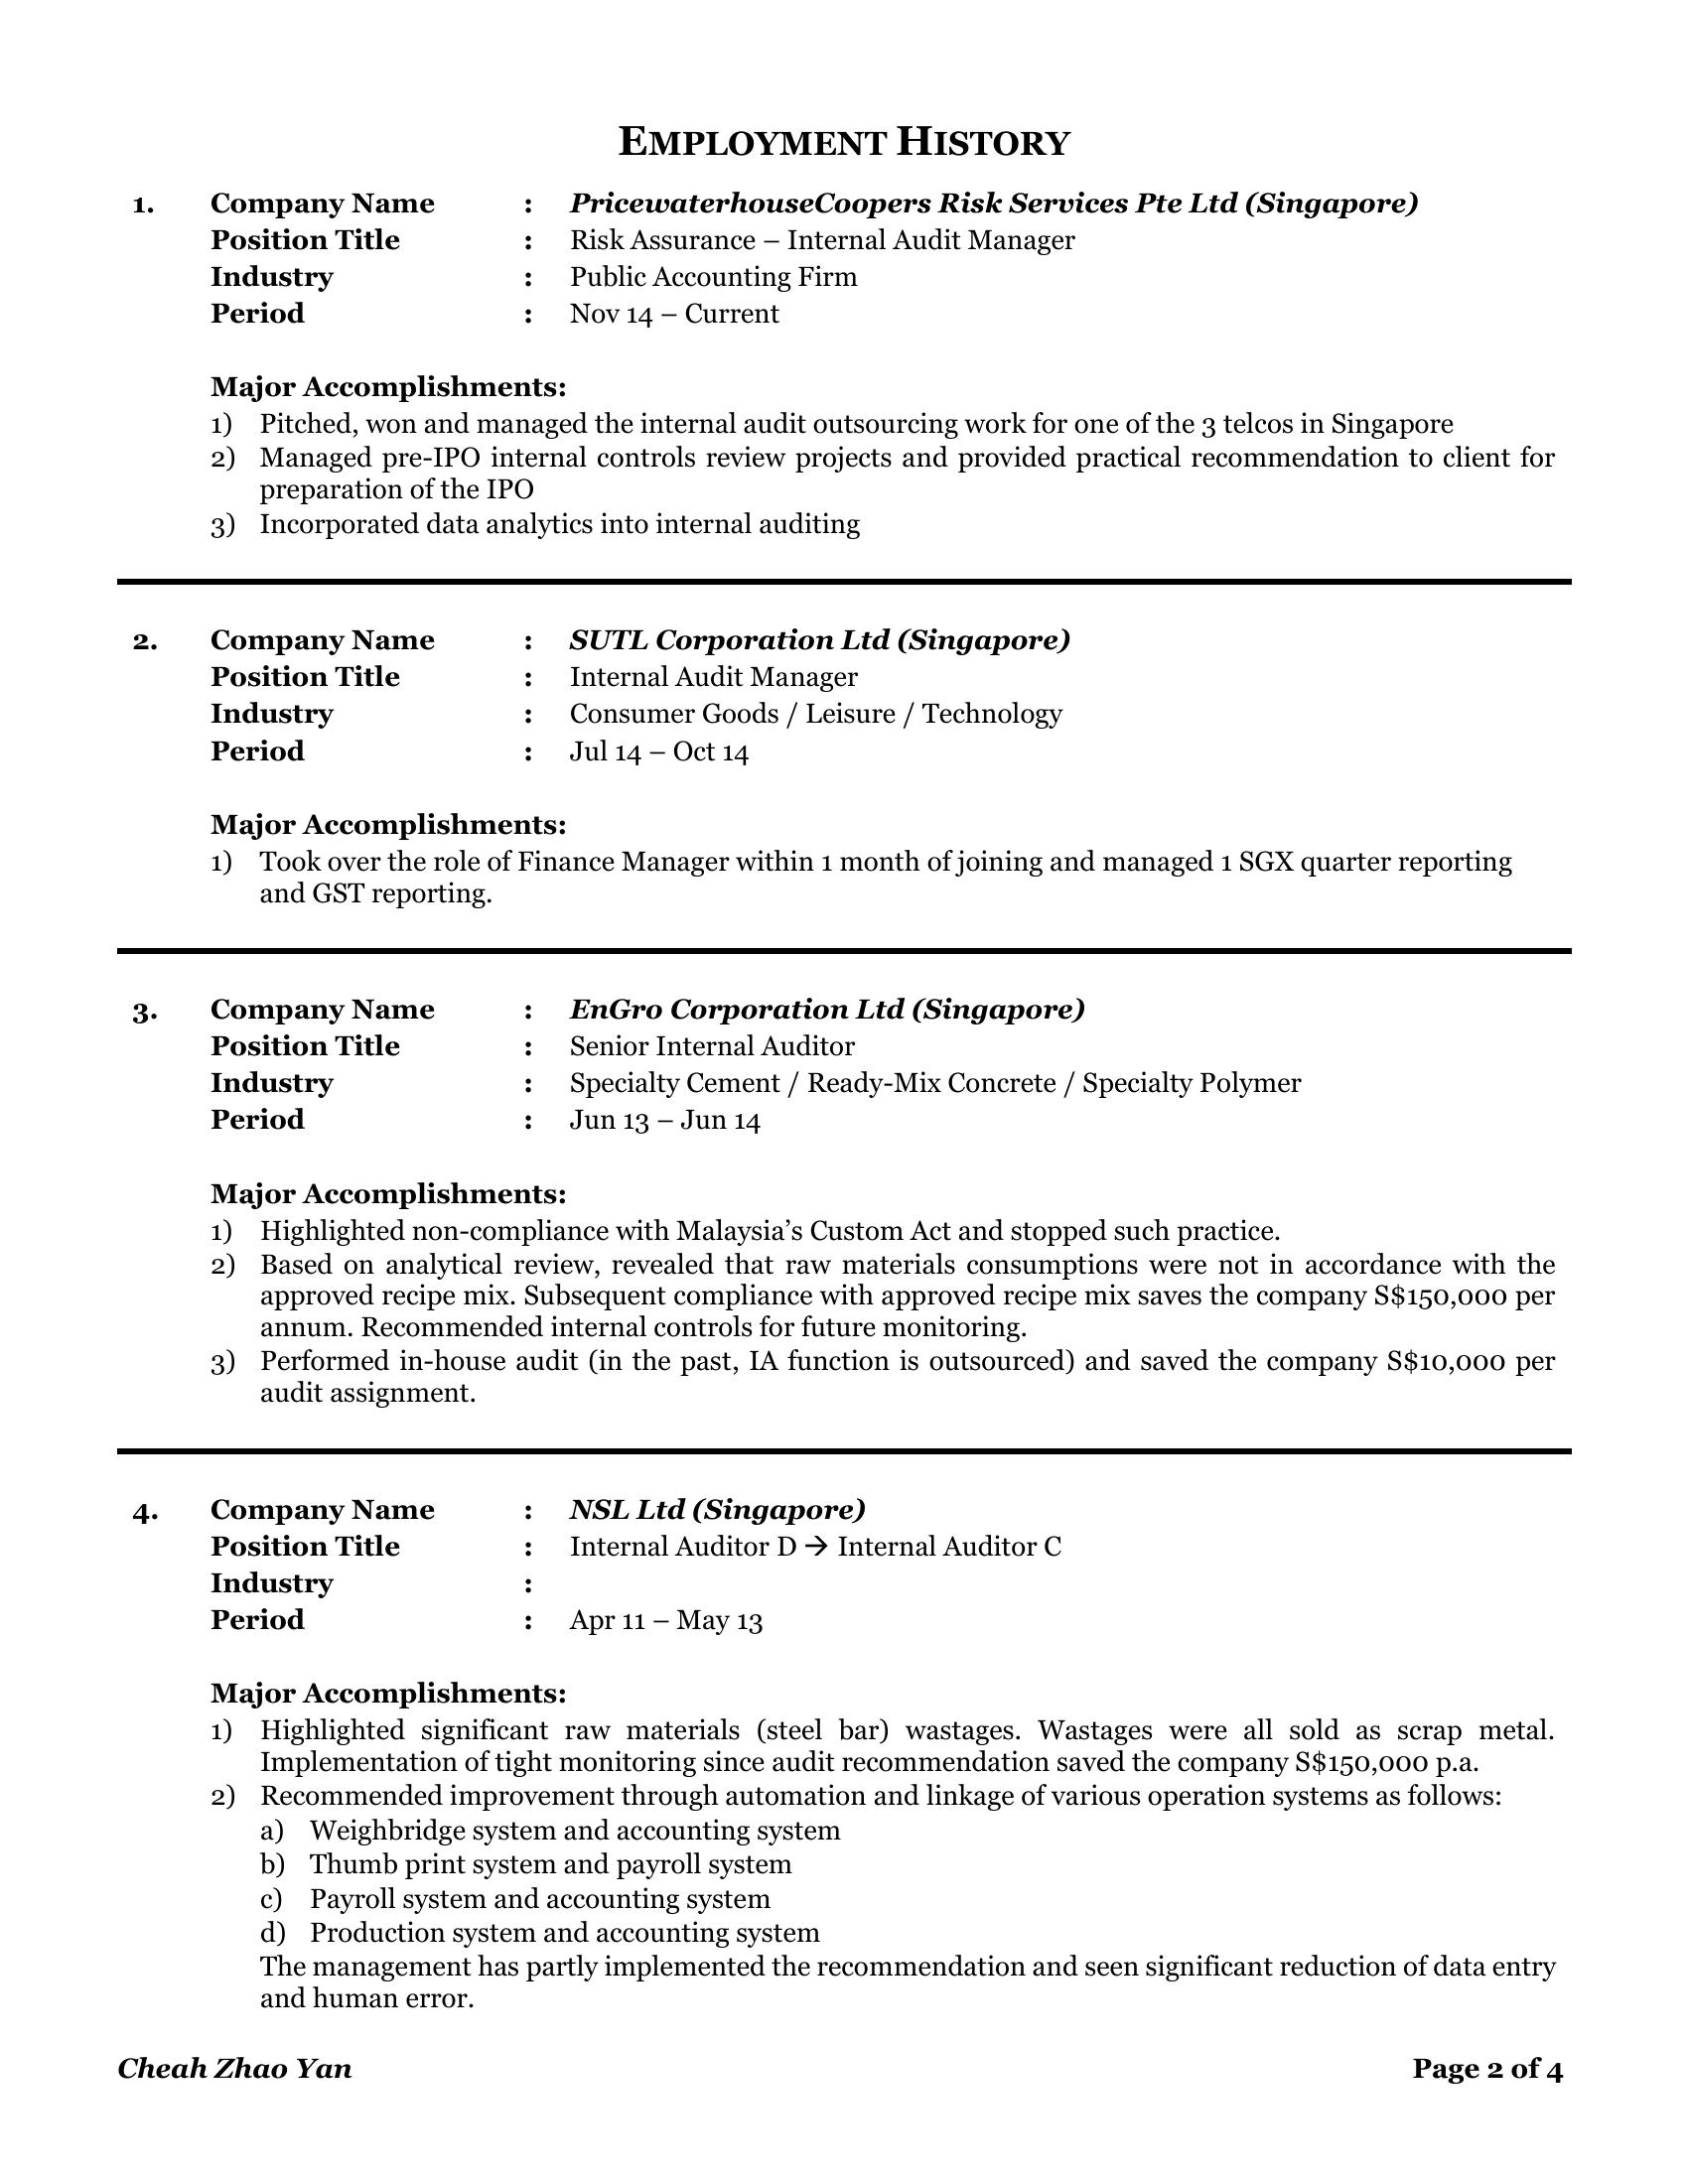 EMPLOYMENT HISTORY
1. Company Name : PricewaterhouseCoopers Risk Services Pte Ltd (Singapore)
Position Title : Risk Assurance – Internal Audit Manager
Industry : Public Accounting Firm
Period : Nov 14 – Current
Major Accomplishments:
1) Pitched, won and managed the internal audit outsourcing work for one of the 3 telcos in Singapore
2) Managed pre-IPO internal controls review projects and provided practical recommendation to client for
preparation of the IPO
3) Incorporated data analytics into internal auditing
2. Company Name : SUTL Corporation Ltd (Singapore)
Position Title : Internal Audit Manager
Industry : Consumer Goods / Leisure / Technology
Period : Jul 14 – Oct 14
Major Accomplishments:
1) Took over the role of Finance Manager within 1 month of joining and managed 1 SGX quarter reporting
and GST reporting.
3. Company Name : EnGro Corporation Ltd (Singapore)
Position Title : Senior Internal Auditor
Industry : Specialty Cement / Ready-Mix Concrete / Specialty Polymer
Period : Jun 13 – Jun 14
Major Accomplishments:
1) Highlighted non-compliance with Malaysia’s Custom Act and stopped such practice.
2) Based on analytical review, revealed that raw materials consumptions were not in accordance with the
approved recipe mix. Subsequent compliance with approved recipe mix saves the company S$150,000 per
annum. Recommended internal controls for future monitoring.
3) Performed in-house audit (in the past, IA function is outsourced) and saved the company S$10,000 per
audit assignment.
4. Company Name : NSL Ltd (Singapore)
Position Title : Internal Auditor D → Internal Auditor C
Industry :
Period : Apr 11 – May 13
Major Accomplishments:
1) Highlighted significant raw materials (steel bar) wastages. Wastages were all sold as scrap metal.
Implementation of tight monitoring since audit recommendation saved the company S$150,000 p.a.
2) Recommended improvement through automation and linkage of various operation systems as follows:
a) Weighbridge system and accounting system
b) Thumb print system and payroll system
c) Payroll system and accounting system
d) Production system and accounting system
The management has partly implemented the recommendation and seen significant reduction of data entry
and human error.
Cheah Zhao Yan Page 2 of 4